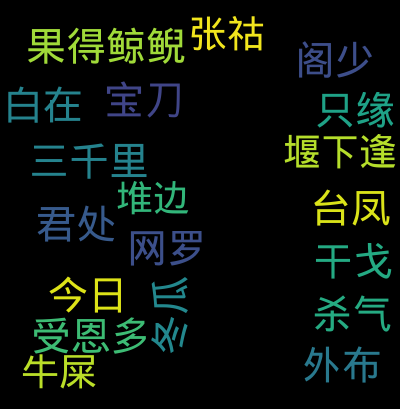 张祜
果得鲸鲵
阁少
白在
宝刀
只缘
三千里
堰下逢
堆边
台凤
君处
网罗
干戈
今日
冬瓜
杀气
受恩多
牛屎
外布